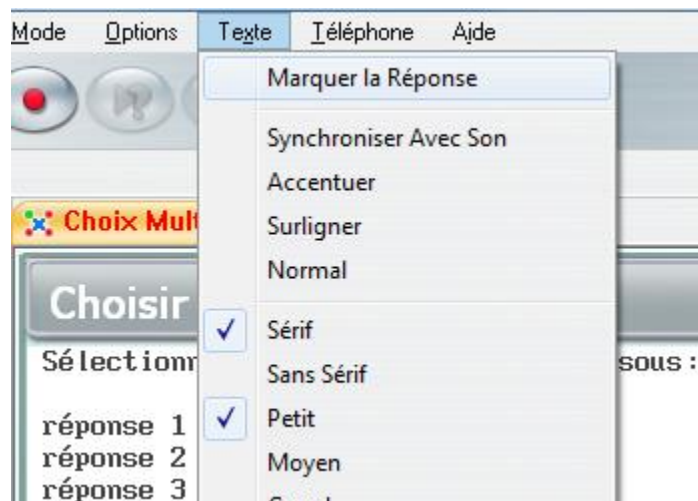 Mode Options Texte Téléphone Aide
Marquer la Réponse
Synchroniser Avec Son
Accentuer
Surligner
Normal
Choix Mult
Choisir
Sérif
Sélectionn sous :
Sans Sérif
Petit
réponse 1
réponse 2
Moyen
réponse 3